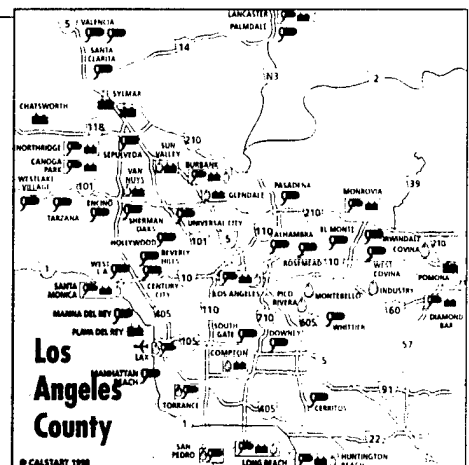 LANCASTER
PALMDALE
5
VALENCIA
14
SANTA
CLARITA
N3
2
SYLMAR
CHATSWORTH
118
210
NORTHRIDGE
SEPULVEDA
SUN
VALLEY
CANOGA
PARK
BURBANK
VAN
NUYS
WESTLAKE
VILLAGE
101
39
GLENDALE
PASADENA
MONROVIA
ENCINO
TARZANA
SHERMAN
OAKS
UNIVERSAL CITY
210
HOLLYWOOD
101
5
110
ALHAMBRA
EL MONTE
IRWINDALE
COVINA
210
BEVERLY
HILLS
ROSEMEAD
10
WEST
COVINA
1
WEST
L.A.
10
POMONA
CENTURY
CITY
LOS ANGELES
PICO
RIVERA
MONTEBELLO
INDUSTRY
SANTA
MONICA
60
DIAMOND
BAR
MARINA DEL REY
405
110
710
605
WHITTIER
PLAYA DEL REY
SOUTH
GATE
DOWNEY
57
105
LAX
COMPTON
5
Los
Angeles
County
MANHATTAN
BEACH
91
TORRANCE
405
CERRITOS
1
22
SAN
PEDRO
LONG BEACH
HUNTINGTON
BEACH
© CALSTART 1998